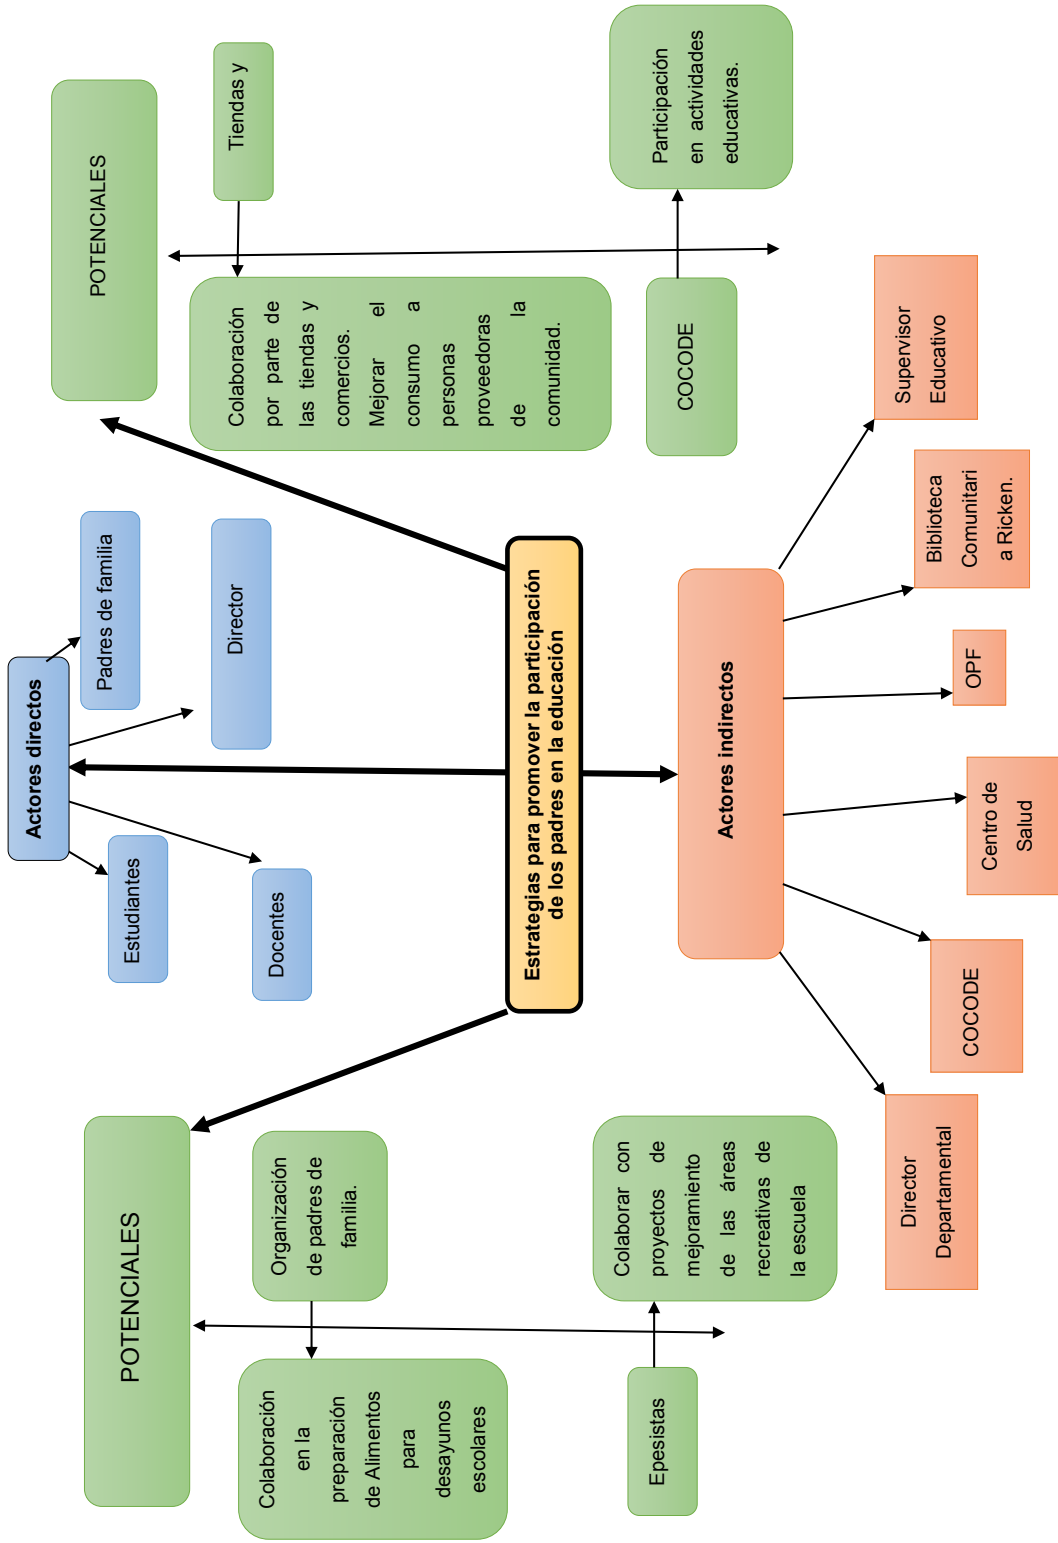 Actores directos
Estudiantes
Padres de familia
Docentes
Director
POTENCIALES
Organización
de padres de
familia.
Colaboración
en la
preparación
de Alimentos
para
desayunos
escolares
Epesistas
Colaborar con
proyectos de
mejoramiento
de las áreas
recreativas de
la escuela
Estrategias para promover la participación
de los padres en la educación
POTENCIALES
Tiendas y
Colaboración
por parte de
las tiendas y
comercios.
Mejorar el
consumo a
personas
proveedoras
de la
comunidad.
COCODE
Participación
en actividades
educativas.
Actores indirectos
Director
Departamental
COCODE
Centro de
Salud
OPF
Biblioteca
Comunitari
a Ricken.
Supervisor
Educativo